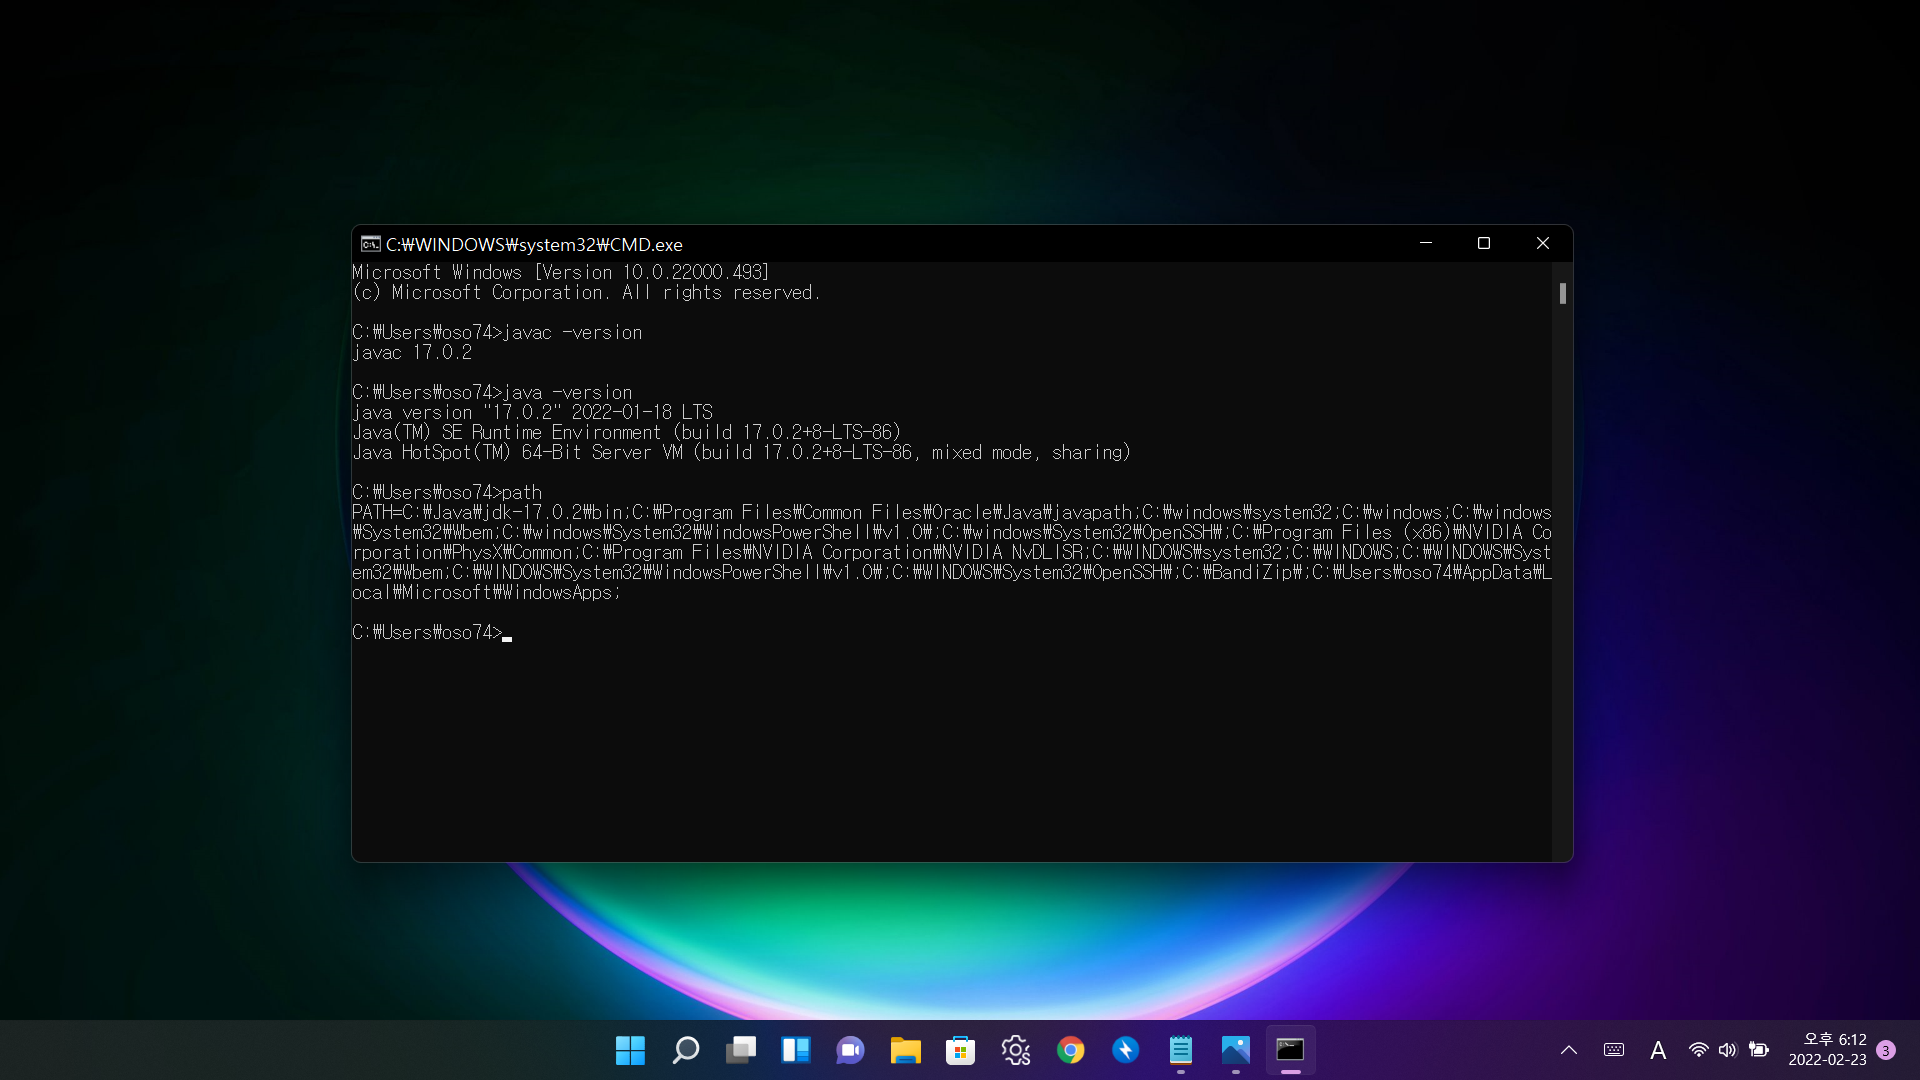 C:₩WINDOWS₩system32₩CMD.exe
Microsoft Windows [Version 10.0.22000.493]
(c) Microsoft Corporation. All rights reserved.
C:₩Users₩oso74>javac -version
javac 17.0.2
C:₩Users₩oso74>java -version
java version "17.0.2" 2022-01-18 LTS
Java(TM) SE Runtime Environment (build 17.0.2+8-LTS-86)
Java HotSpot(TM) 64-Bit Server VM (build 17.0.2+8-LTS-86, mixed mode, sharing)
C:₩Users₩oso74>path
PATH=C:₩Java₩jdk-17.0.2₩bin;C:₩Program Files₩Common Files₩Oracle₩Java₩javapath;C:₩windows₩system32;C:₩windows;C:₩windows
₩System32₩Wbem;C:₩windows₩System32₩WindowsPowerShell₩v1.0₩;C:₩windows₩System32₩OpenSSH₩;C:₩Program Files (x86)₩NVIDIA Co
rporation₩PhysX₩Common;C:₩Program Files₩NVIDIA Corporation₩NVIDIA NvDLISR;C:₩WINDOWS₩system32;C:₩WINDOWS;C:₩WINDOWS₩Syst
em32₩Wbem;C:₩WINDOWS₩System32₩WindowsPowerShell₩v1.0₩;C:₩WINDOWS₩System32₩OpenSSH₩;C:₩BandiZip₩;C:₩Users₩oso74₩AppData₩L
ocal₩Microsoft₩WindowsApps;
C:₩Users₩oso74>
A
오후 6:12
2022-02-23
3